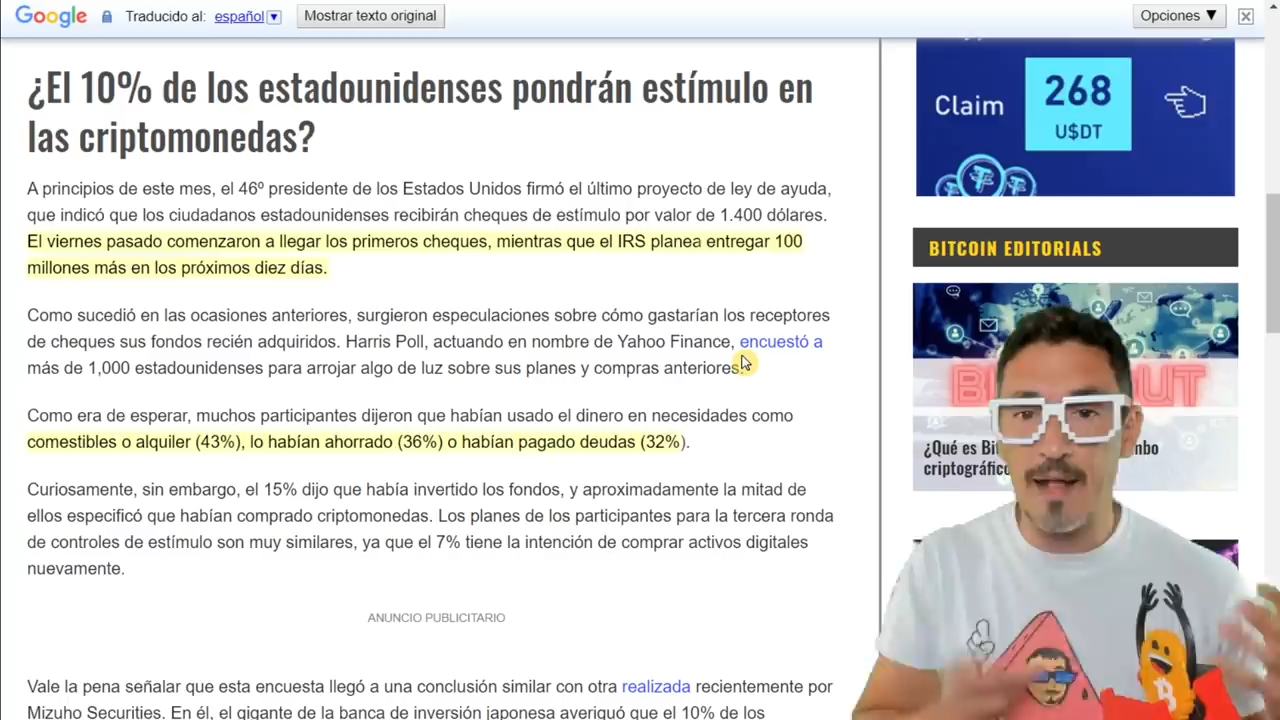 Google Traducido al: español Mostrar texto original Opciones ▼
¿El 10% de los estadounidenses pondrán estímulo en
las criptomonedas?
A principios de este mes, el 46º presidente de los Estados Unidos firmó el último proyecto de ley de ayuda,
que indicó que los ciudadanos estadounidenses recibirán cheques de estímulo por valor de 1.400 dólares.
El viernes pasado comenzaron a llegar los primeros cheques, mientras que el IRS planea entregar 100
millones más en los próximos diez días.
Como sucedió en las ocasiones anteriores, surgieron especulaciones sobre cómo gastarían los receptores
de cheques sus fondos recién adquiridos. Harris Poll, actuando en nombre de Yahoo Finance, encuestó a
más de 1,000 estadounidenses para arrojar algo de luz sobre sus planes y compras anteriores.
Como era de esperar, muchos participantes dijeron que habían usado el dinero en necesidades como
comestibles o alquiler (43%), lo habían ahorrado (36%) o habían pagado deudas (32%).
Curiosamente, sin embargo, el 15% dijo que había invertido los fondos, y aproximadamente la mitad de
ellos especificó que habían comprado criptomonedas. Los planes de los participantes para la tercera ronda
de controles de estímulo son muy similares, ya que el 7% tiene la intención de comprar activos digitales
nuevamente.
ANUNCIO PUBLICITARIO
Vale la pena señalar que esta encuesta llegó a una conclusión similar con otra realizada recientemente por
Mizuho Securities. En él, el gigante de la banca de inversión japonesa averiguó que el 10% de los
Claim 268
U$DT
BITCOIN EDITORIALS
¿Qué es
criptográfico